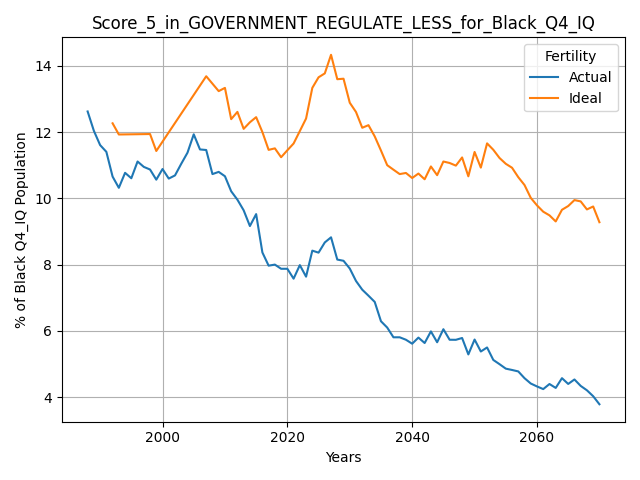 Score_5_in_GOVERNMENT_REGULATE_LESS_for_Black_Q4_IQ
Fertility
Actual
Ideal
% of Black Q4_IQ Population
14
12
10
8
6
4
2000
2020
2040
2060
Years